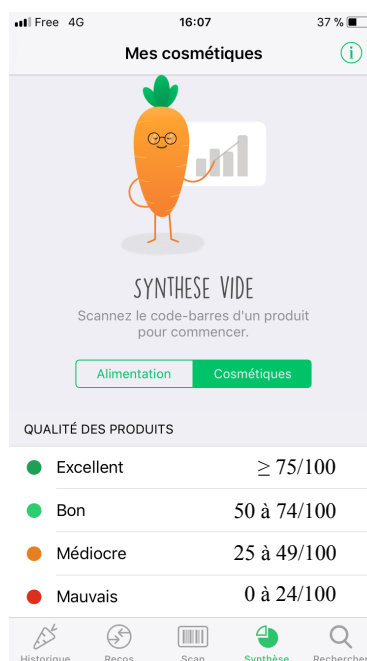 Free 4G 16:07 37 %
Mes cosmétiques i
SYNTHESE VIDE
Scannez le code-barres d'un produit
pour commencer.
Alimentation Cosmétiques
QUALITÉ DES PRODUITS
Excellent ≥ 75/100
Bon 50 à 74/100
Médiocre 25 à 49/100
Mauvais 0 à 24/100
Historique Recos Scan Synthèse Rechercher